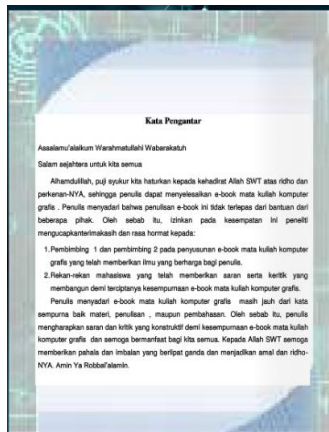 Kata Pengantar
Assalamu'alaikum Warahmatullahi Wabarakatuh
Salam sejahtera untuk kita semua
Alhamdulillah, puji syukur kita haturkan kepada kehadirat Allah SWT atas ridho dan
perkenan-NYA, sehingga penulis dapat menyelesaikan e-book mata kuliah komputer
grafis . Penulis menyadari bahwa penulisan e-book ini tidak terlepas dari bantuan dari
beberapa pihak. Oleh sebab itu, izinkan pada kesempatan ini peneliti
mengucapkanterimakasih dan rasa hormat kepada:
1.Pembimbing 1 dan pembimbing 2 pada penyusunan e-book mata kuliah komputer
grafis yang telah memberikan ilmu yang berharga bagi penulis.
2.Rekan-rekan mahasiswa yang telah memberikan saran serta keritik yang
membangun demi terciptanya kesempurnaan e-book mata kuliah komputer grafis.
Penulis menyadari e-book mata kuliah komputer grafis masih jauh dari kata
sempurna baik materi, penulisan , maupun pembahasan. Oleh sebab itu, penulis
mengharapkan saran dan kritik yang konstruktif demi kesempurnaan e-book mata kuliah
komputer grafis dan semoga bermanfaat bagi kita semua. Kepada Allah SWT semoga
memberikan pahala dan imbalan yang berlipat ganda dan menjadikan amal dan ridho-
NYA. Amin Ya Robbal'alamin.